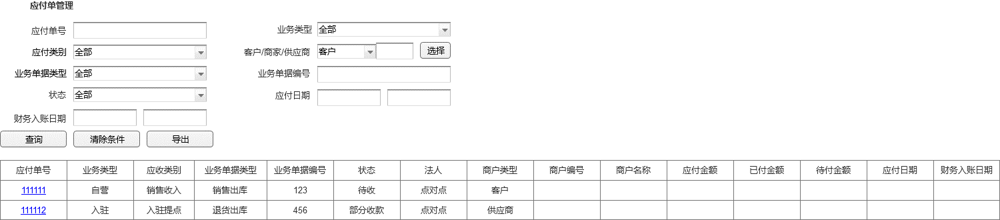 应付单管理
应付单号 业务类型 全部
应付类别 全部 客户/商家/供应商 客户 选择
业务单据类型 全部 业务单据编号
状态 全部 应付日期
财务入账日期
查询 清除条件 导出
应付单号 业务类型 应收类别 业务单据类型 业务单据编号 状态 法人 商户类型 商户编号 商户名称 应付金额 已付金额 待付金额 应付日期 财务入账日期
111111 自营 销售收入 销售出库 123 待收 点对点 客户
111112 入驻 入驻提点 退货出库 456 部分收款 点对点 供应商